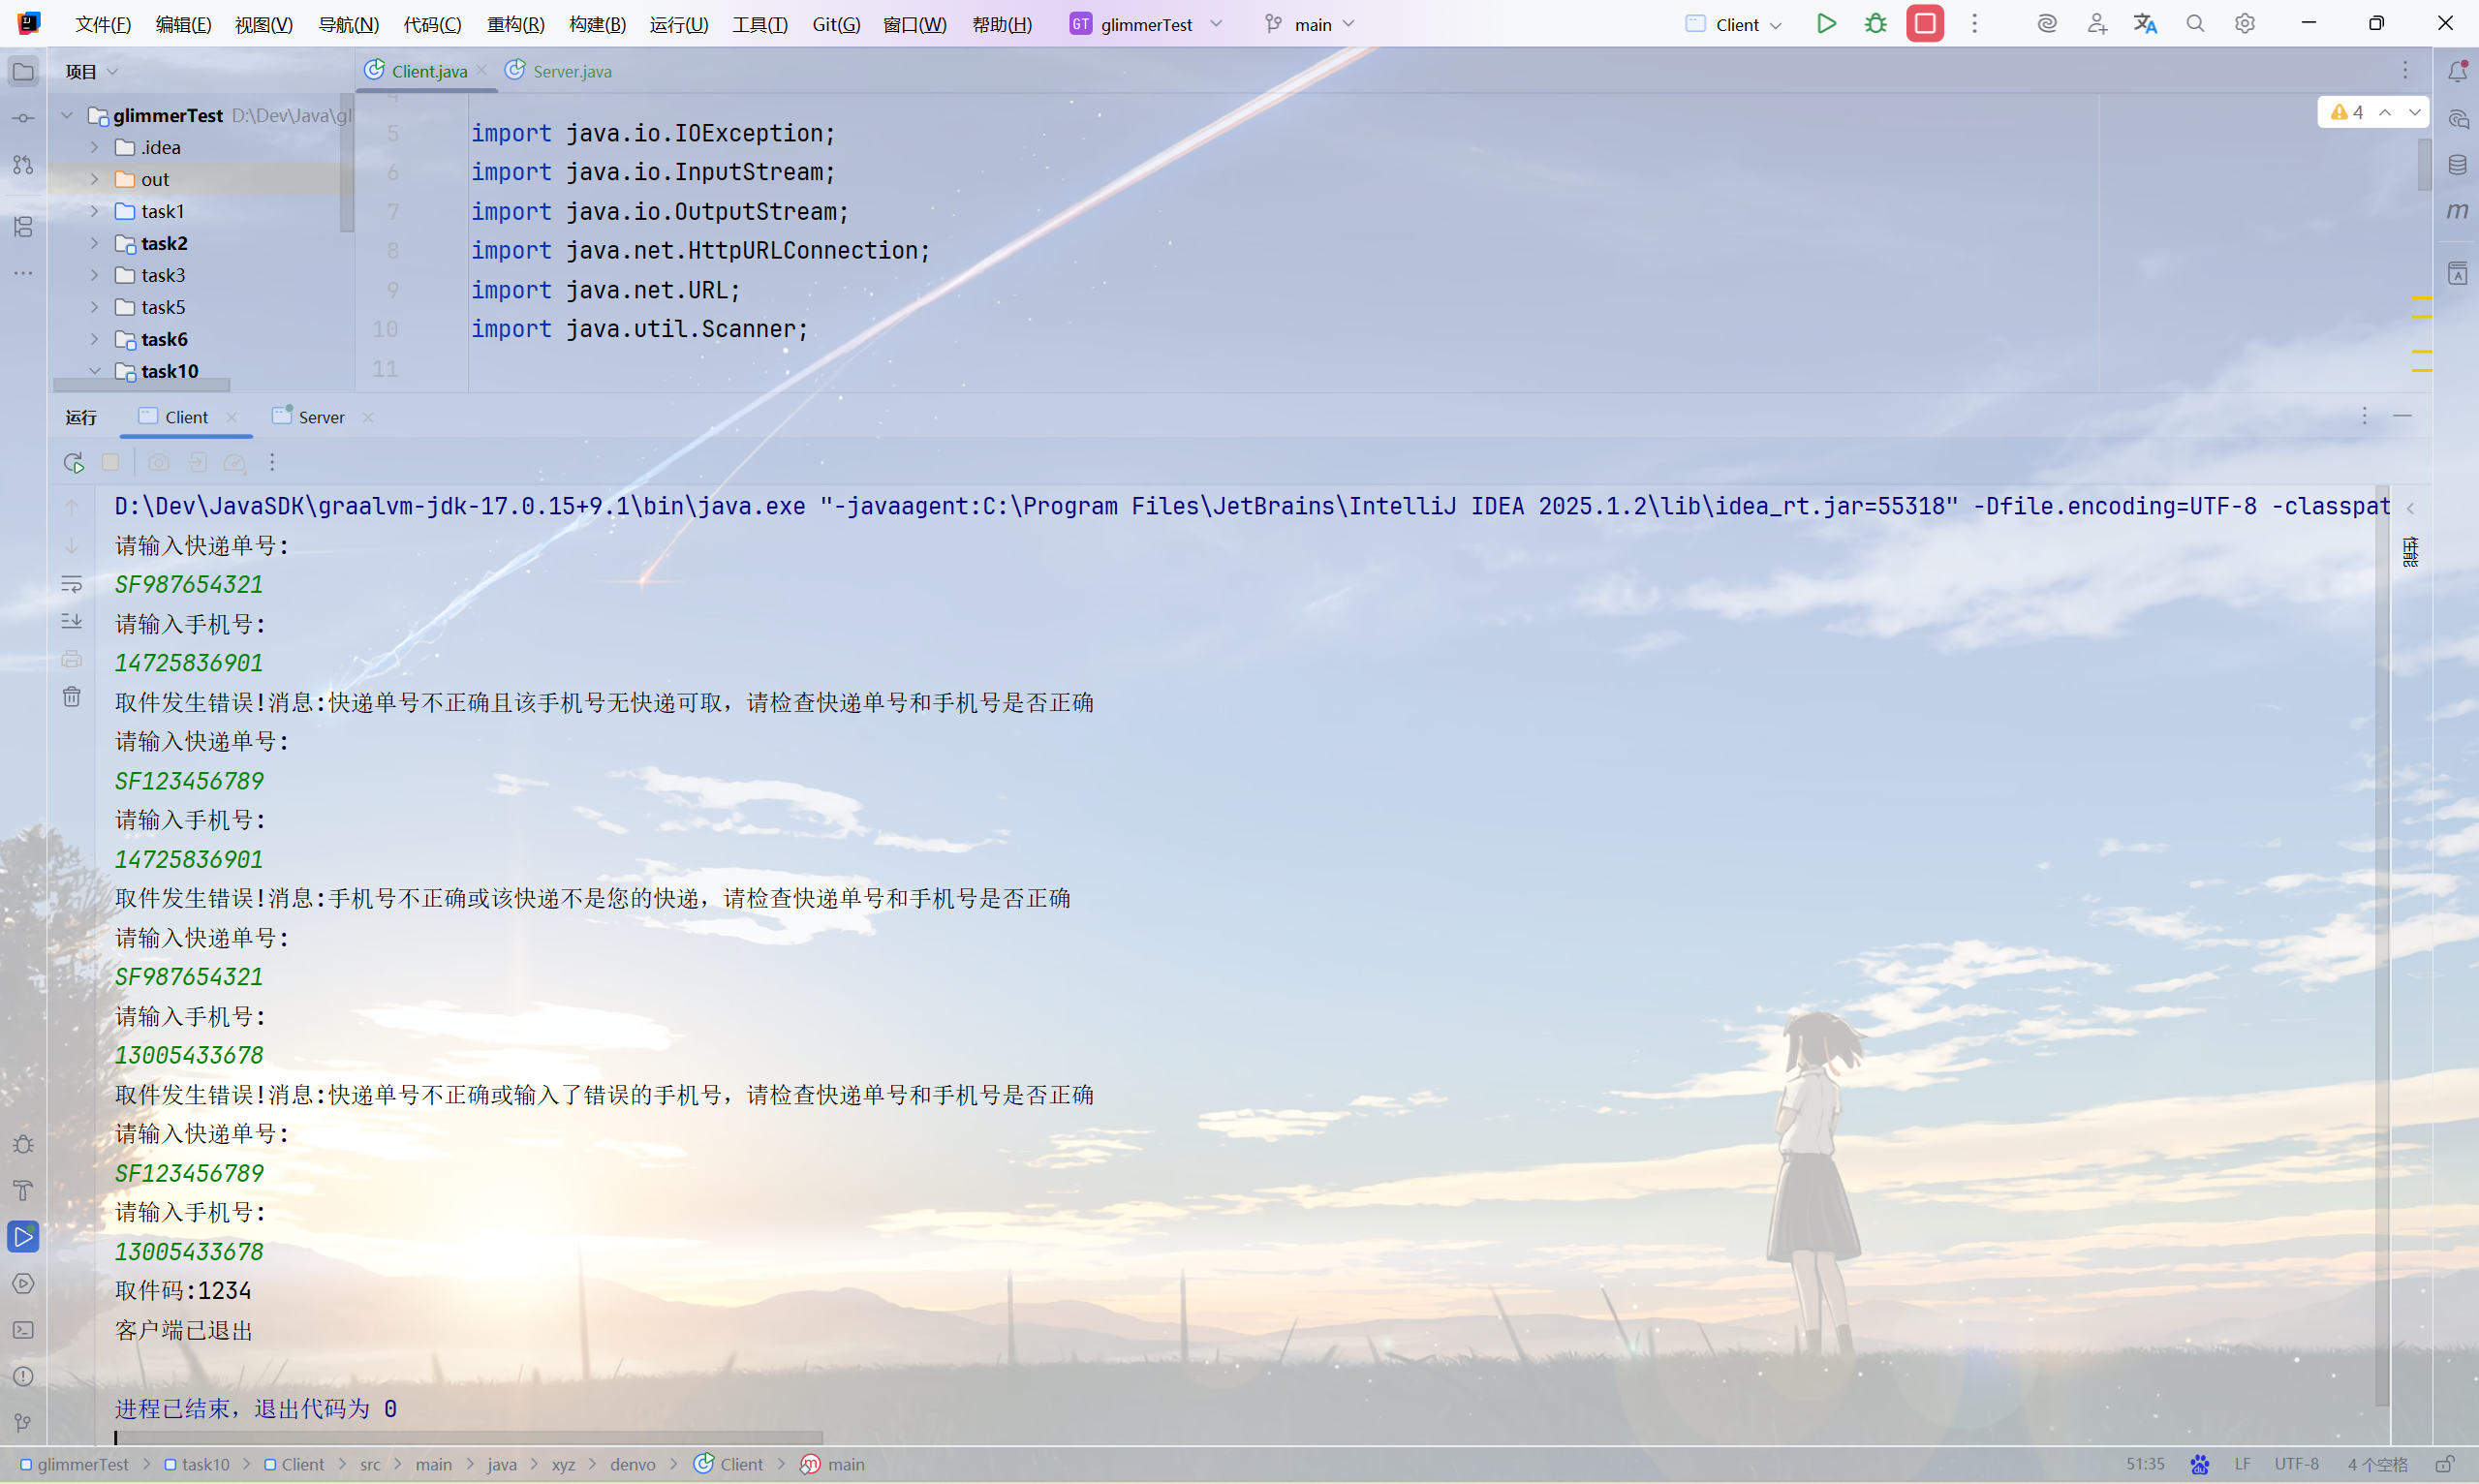 文件(F) 编辑(E) 视图(V) 导航(N) 代码(C) 重构(R) 构建(B) 运行(U) 工具(T) Git(G) 窗口(W) 帮助(H) GT glimmerTest main Client
项目
Client.java Server.java
glimmerTest D:\Dev\Java\gl
.idea
out
task1
task2
task3
task5
task6
task10
4
5 import java.io.IOException;
6 import java.io.InputStream;
7 import java.io.OutputStream;
8 import java.net.HttpURLConnection;
9 import java.net.URL;
10 import java.util.Scanner;
11
4
运行 Client Server
D:\Dev\JavaSDK\graalvm-jdk-17.0.15+9.1\bin\java.exe "-javaagent:C:\Program Files\JetBrains\IntelliJ IDEA 2025.1.2\lib\idea_rt.jar=55318" -Dfile.encoding=UTF-8 -classpat
请输入快递单号:
SF987654321
请输入手机号:
14725836901
取件发生错误!消息:快递单号不正确且该手机号无快递可取，请检查快递单号和手机号是否正确
请输入快递单号:
SF123456789
请输入手机号:
14725836901
取件发生错误!消息:手机号不正确或该快递不是您的快递，请检查快递单号和手机号是否正确
请输入快递单号:
SF987654321
请输入手机号:
13005433678
取件发生错误!消息:快递单号不正确或输入了错误的手机号，请检查快递单号和手机号是否正确
请输入快递单号:
SF123456789
请输入手机号:
13005433678
取件码:1234
客户端已退出
进程已结束，退出代码为 0
性能
glimmerTest task10 Client src main java xyz denvo Client main
51:35 LF UTF-8 4 个空格